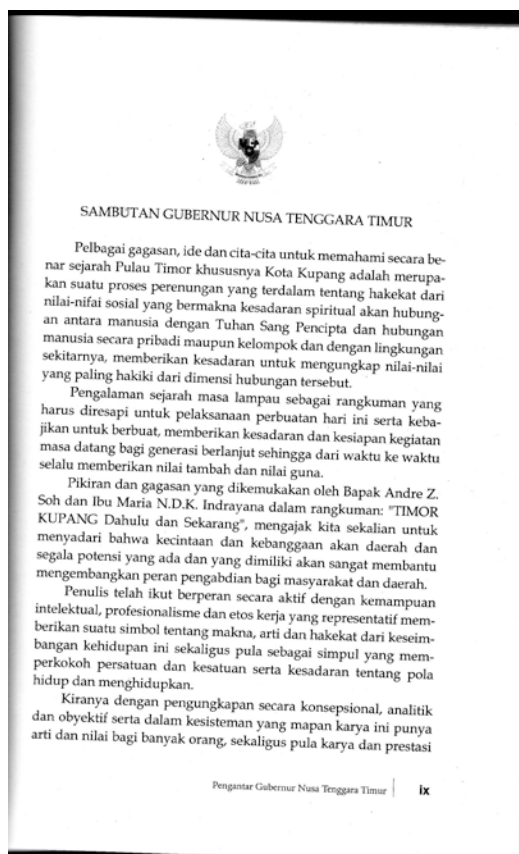 SAMBUTAN GUBERNUR NUSA TENGGARA TIMUR
Pelbagai gagasan, ide dan cita-cita untuk memahami secara be-
nar sejarah Pulau Timor khususnya Kota Kupang adalah merupa-
kan suatu proses perenungan yang terdalam tentang hakekat dari
nilai-nifai sosial yang bermakna kesadaran spiritual akan hubung-
an antara manusia dengan Tuhan Sang Pencipta dan hubungan
manusia secara pribadi maupun kelompok dan dengan lingkungan
sekitarnya, memberikan kesadaran untuk mengungkap nilai-nilai
yang paling hakiki dari dimensi hubungan tersebut.
Pengalaman sejarah masa lampau sebagai rangkuman yang
harus diresapi untuk pelaksanaan perbuatan hari ini serta keba-
jikan untuk berbuat, memberikan kesadaran dan kesiapan kegiatan
masa datang bagi generasi berlanjut sehingga dari waktu ke waktu
selalu memberikan nilai tambah dan nilai guna.
Pikiran dan gagasan yang dikemukakan oleh Bapak Andre Z.
Soh dan Ibu Maria N.D.K. Indrayana dalam rangkuman: "TIMOR
KUPANG Dahulu dan Sekarang", mengajak kita sekalian untuk
menyadari bahwa kecintaan dan kebanggaan akan daerah dan
segala potensi yang ada dan yang dimiliki akan sangat membantu
mengembangkan peran pengabdian bagi masyarakat dan daerah.
Penulis telah ikut berperan secara aktif dengan kemampuan
intelektual, profesionalisme dan etos kerja yang representatif mem-
berikan suatu simbol tentang makna, arti dan hakekat dari keseim-
bangan kehidupan ini sekaligus pula sebagai simpul yang mem-
perkokoh persatuan dan kesatuan serta kesadaran tentang pola
hidup dan menghidupkan.
Kiranya dengan pengungkapan secara konsepsional, analitik
dan obyektif serta dalam kesisteman yang mapan karya ini punya
arti dan nilai bagi banyak orang, sekaligus pula karya dan prestasi
Pengantar Gubernur Nusa Tenggara Timur | ix